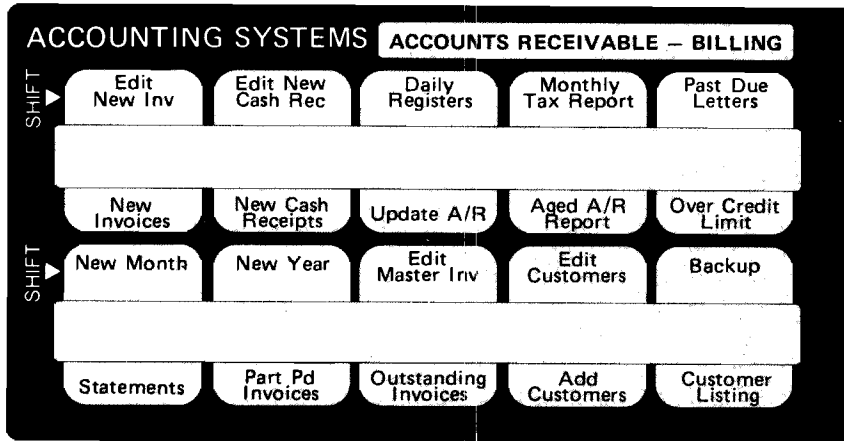 ACCOUNTING SYSTEMS ACCOUNTS RECEIVABLE – BILLING
SHIFT
Edit
New Inv
Edit New
Cash Rec
Daily
Registers
Monthly
Tax Report
Past Due
Letters
New
Invoices
New Cash
Receipts
Update A/R
Aged A/R
Report
Over Credit
Limit
SHIFT
New Month
New Year
Edit
Master Inv
Edit
Customers
Backup
Statements
Part Pd
Invoices
Outstanding
Invoices
Add
Customers
Customer
Listing